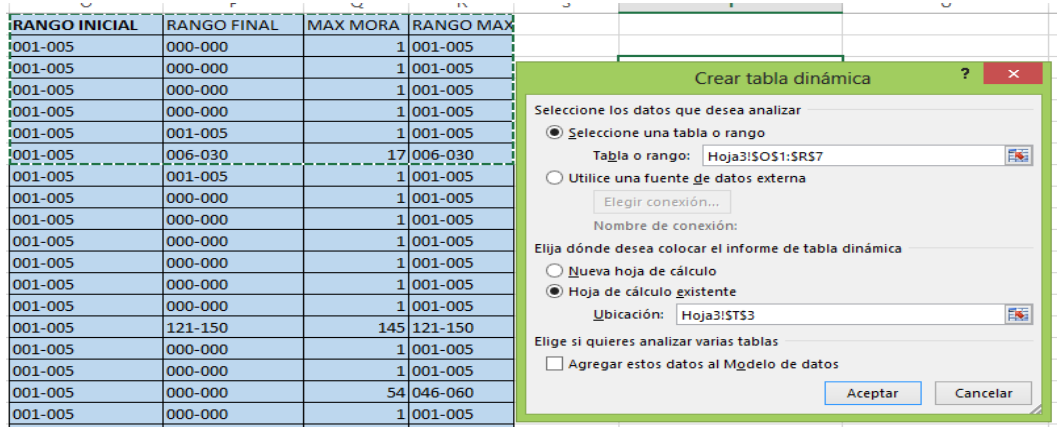 O P Q R S T U
RANGO INICIAL RANGO FINAL MAX MORA RANGO MAX
001-005 000-000 1 001-005
001-005 000-000 1 001-005
001-005 000-000 1 001-005
001-005 000-000 1 001-005
001-005 001-005 1 001-005
001-005 006-030 17 006-030
001-005 001-005 1 001-005
001-005 000-000 1 001-005
001-005 000-000 1 001-005
001-005 000-000 1 001-005
001-005 000-000 1 001-005
001-005 000-000 1 001-005
001-005 000-000 1 001-005
001-005 121-150 145 121-150
001-005 000-000 1 001-005
001-005 000-000 1 001-005
001-005 000-000 54 046-060
001-005 000-000 1 001-005
Crear tabla dinámica ? ×
Seleccione los datos que desea analizar
Seleccione una tabla o rango
Tabla o rango: Hoja3!$O$1:$R$7
Utilice una fuente de datos externa
Elegir conexión...
Nombre de conexión:
Elija dónde desea colocar el informe de tabla dinámica
Nueva hoja de cálculo
Hoja de cálculo existente
Ubicación: Hoja3!$T$3
Elige si quieres analizar varias tablas
Agregar estos datos al Modelo de datos
Aceptar Cancelar